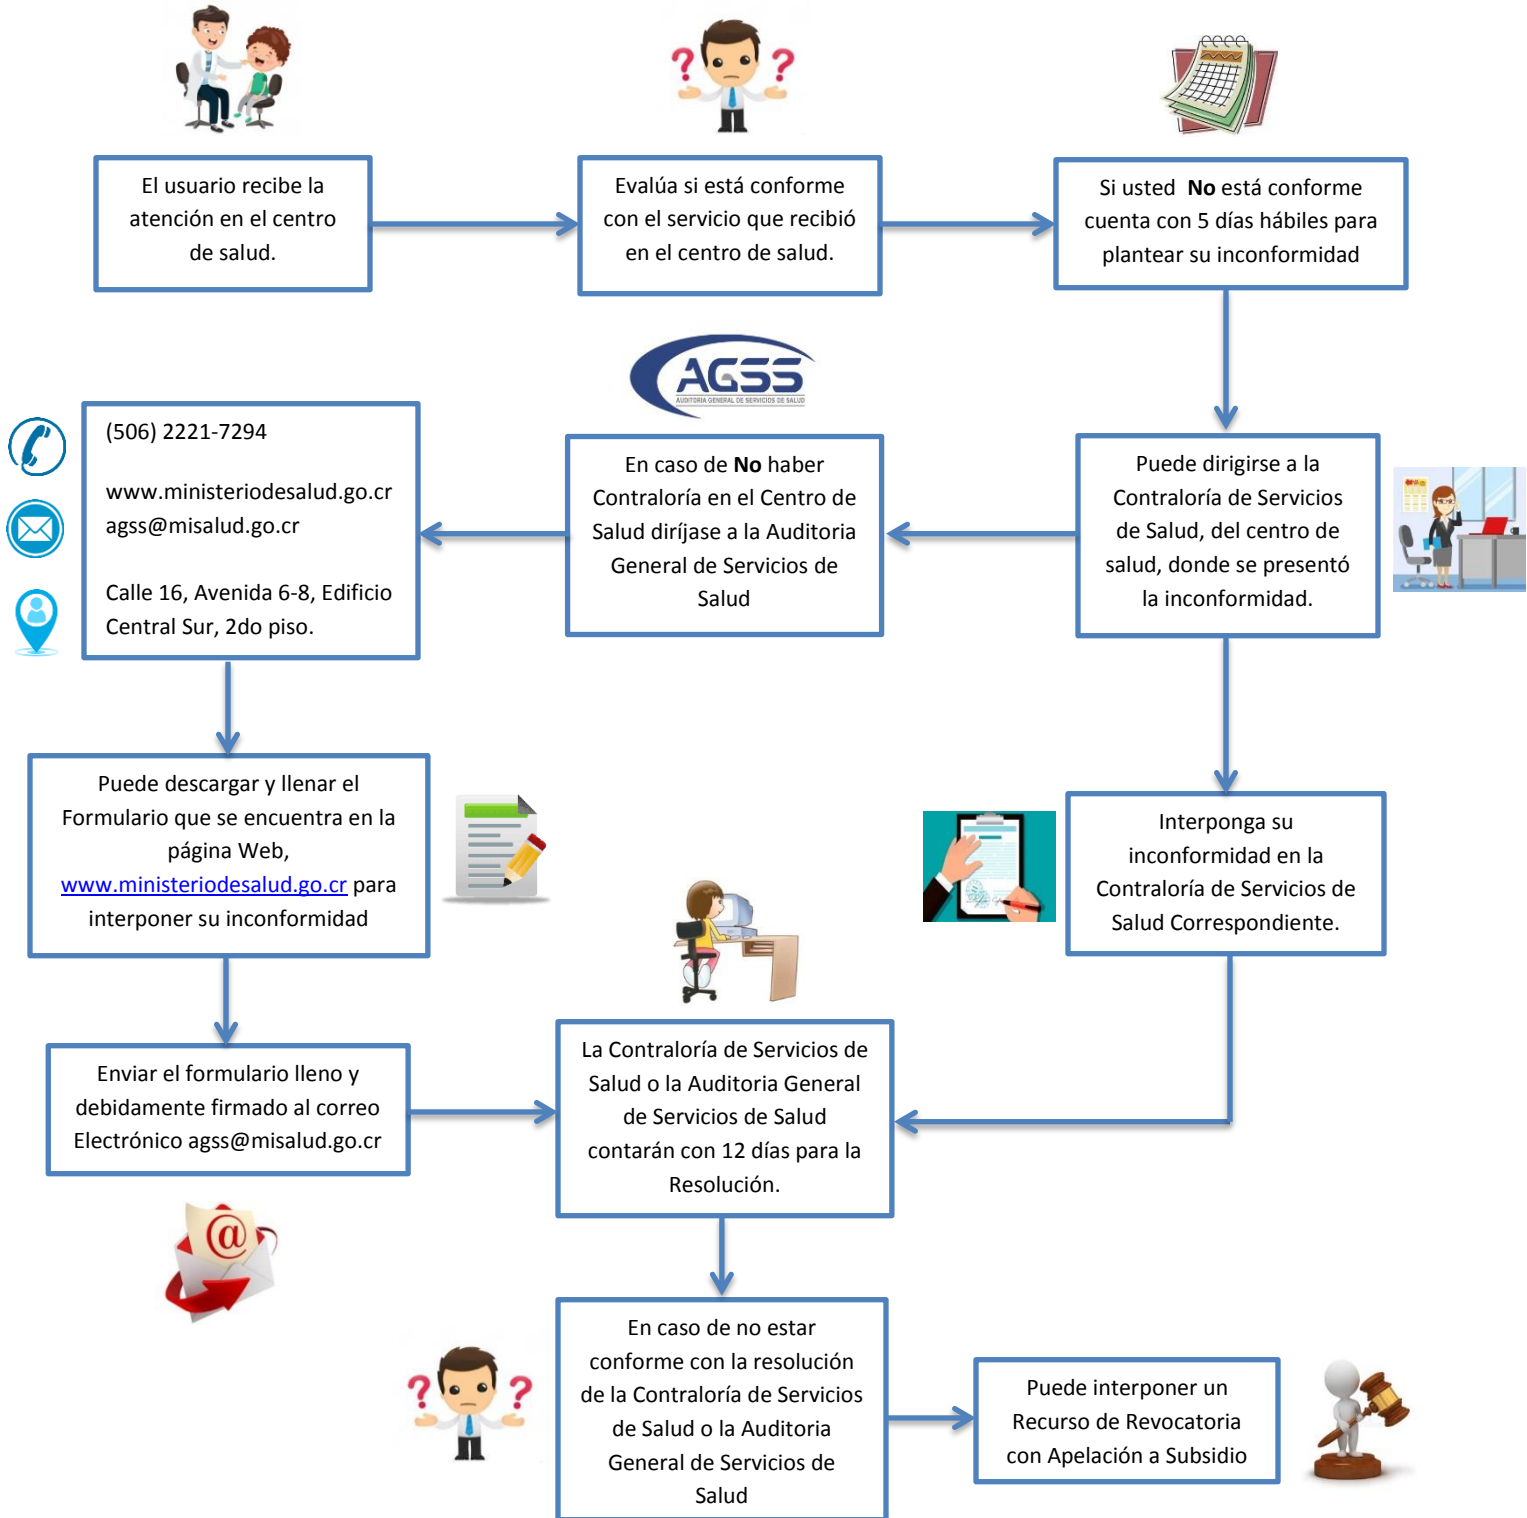 El usuario recibe la
atención en el centro
de salud.
Evalúa si está conforme
con el servicio que recibió
en el centro de salud.
Si usted No está conforme
cuenta con 5 días hábiles para
plantear su inconformidad
AGSS
AUDITORIA GENERAL DE SERVICIOS DE SALUD
(506) 2221-7294
www.ministeriodesalud.go.cr
agss@misalud.go.cr
Calle 16, Avenida 6-8, Edificio
Central Sur, 2do piso.
En caso de No haber
Contraloría en el Centro de
Salud diríjase a la Auditoria
General de Servicios de
Salud
Puede dirigirse a la
Contraloría de Servicios
de Salud, del centro de
salud, donde se presentó
la inconformidad.
Puede descargar y llenar el
Formulario que se encuentra en la
página Web,
www.ministeriodesalud.go.cr para
interponer su inconformidad
Interponga su
inconformidad en la
Contraloría de Servicios de
Salud Correspondiente.
Enviar el formulario lleno y
debidamente firmado al correo
Electrónico agss@misalud.go.cr
La Contraloría de Servicios de
Salud o la Auditoria General
de Servicios de Salud
contarán con 12 días para la
Resolución.
En caso de no estar
conforme con la resolución
de la Contraloría de Servicios
de Salud o la Auditoria
General de Servicios de
Salud
Puede interponer un
Recurso de Revocatoria
con Apelación a Subsidio